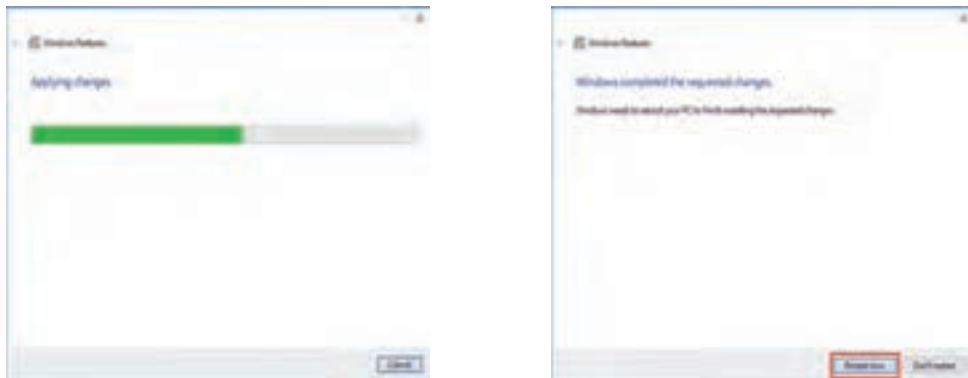 Windows Features
Applying changes
Cancel
Windows Features
Windows completed the requested changes.
Windows needs to reboot your PC to finish installing the requested changes.
Restart now
Don't restart